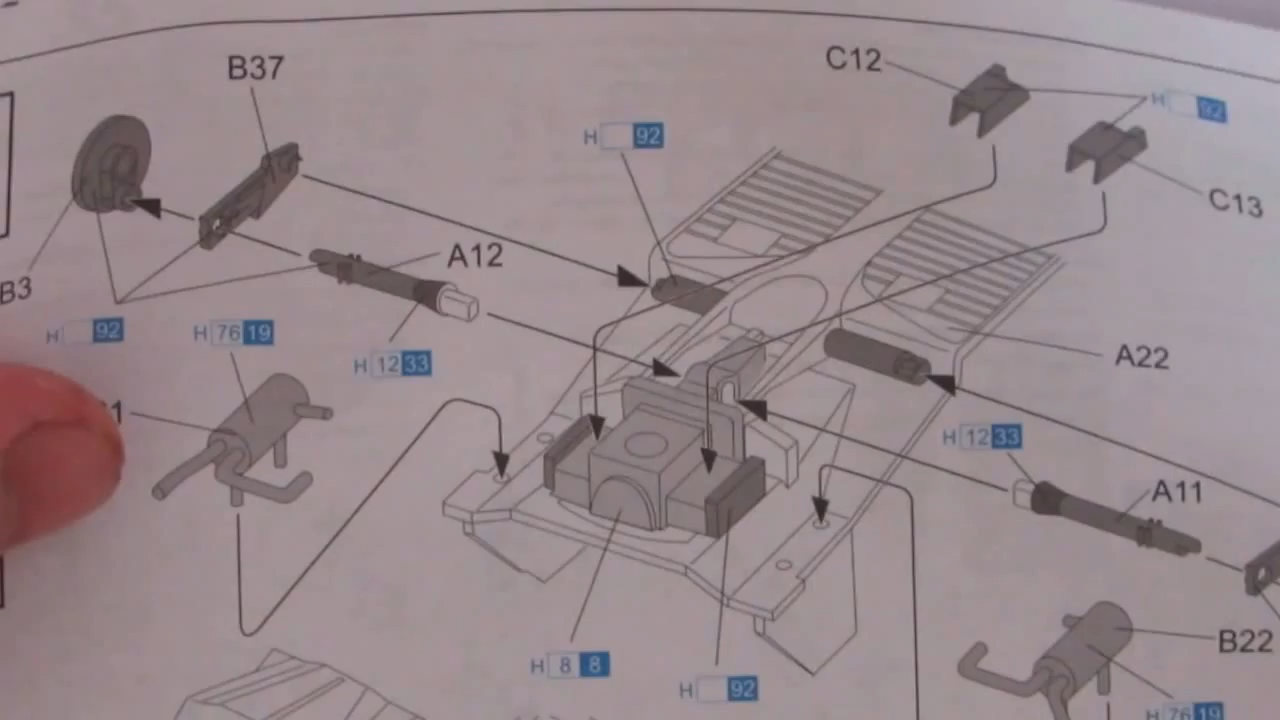 B37
C12
H 92
H 92
C13
A12
B3
H 92
H 76 19
H 12 33
A22
H 12 33
A11
H 8 8
H 92
B22
H 76 19